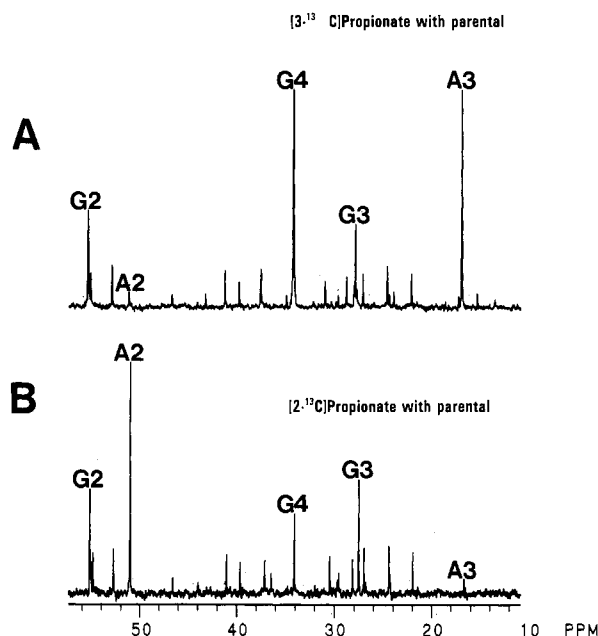 [3-¹³ C]Propionate with parental
G4
A3
A
G2
G3
A2
A2
B
[2-¹³C]Propionate with parental
G3
G2
G4
A3
50 40 30 20 10 PPM